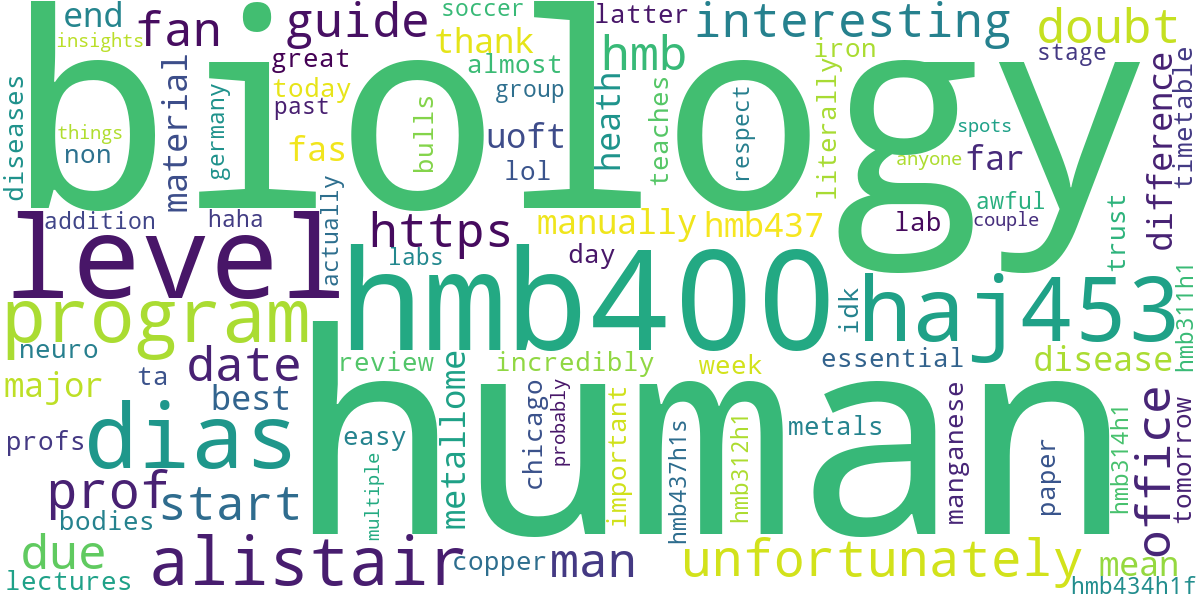 biology
human
hmb400
haj453
level
dias
program
alistair
prof
start
office
unfortunately
interesting
guide
https
doubt
hmb
fan
date
due
man
end
insights
soccer
latter
thank
great
almost
iron
stage
today
group
past
diseases
material
germany
bulls
uoft
heath
teaches
respect
literally
spots
difference
timetable
things
non
fas
lol
anyone
far
awful
addition
haha
actually
manually
hmb437
lab
couple
trust
labs
day
idk
hmb311h1
neuro
review
incredibly
week
essential
disease
major
ta
best
metallome
chicago
probably
important
hmb437h1s
hmb312h1
metals
manganese
paper
hmb314h1
tomorrow
profs
easy
multiple
bodies
lectures
copper
mean
hmb434h1f